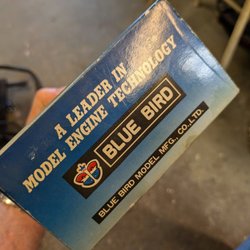 A LEADER IN
MODEL ENGINE TECHNOLOGY
BLUE BIRD
BLUE BIRD MODEL MFG., CO., LTD.